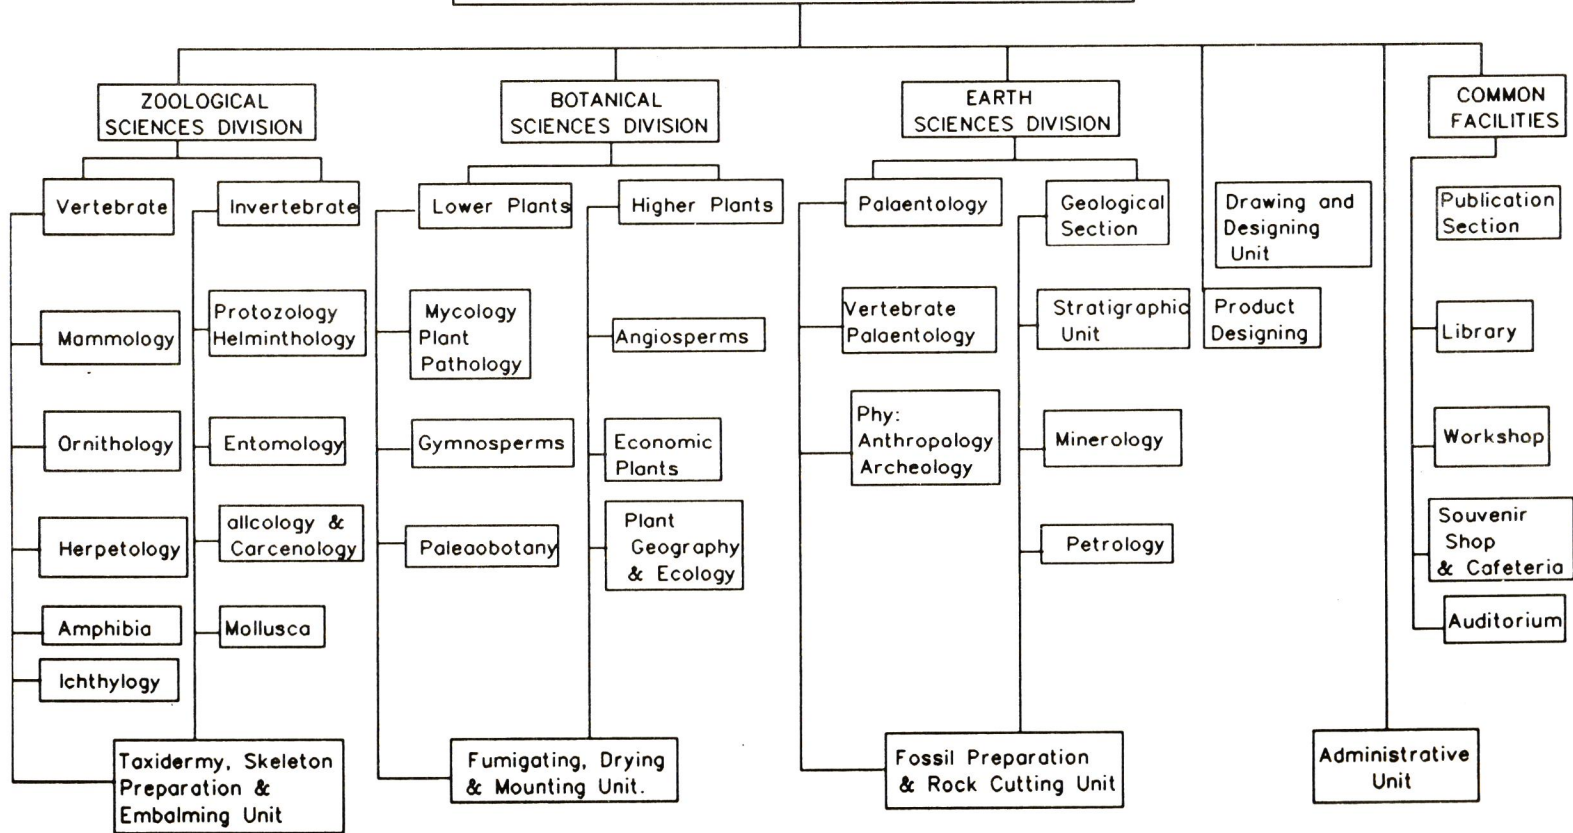 ZOOLOGICAL
SCIENCES DIVISION
BOTANICAL
SCIENCES DIVISION
EARTH
SCIENCES DIVISION
COMMON
FACILITIES
Vertebrate
Invertebrate
Lower Plants
Higher Plants
Palaentology
Geological
Section
Drawing and
Designing
Unit
Publication
Section
Mammology
Protozology
Helminthology
Mycology
Plant
Pathology
Angiosperms
Vertebrate
Palaentology
Stratigraphic
Unit
Product
Designing
Library
Ornithology
Entomology
Gymnosperms
Economic
Plants
Phy:
Anthropalogy
Archeology
Minerology
Workshop
Herpetology
allcology &
Carcenology
Paleaobotany
Plant
Geography
& Ecology
Petrology
Souvenir
Shop
& Cafeteria
Amphibia
Mollusca
Auditorium
Ichthylogy
Taxidermy, Skeleton
Preparation &
Embalming Unit
Fumigating, Drying
& Mounting Unit.
Fossil Preparation
& Rock Cutting Unit
Administrative
Unit